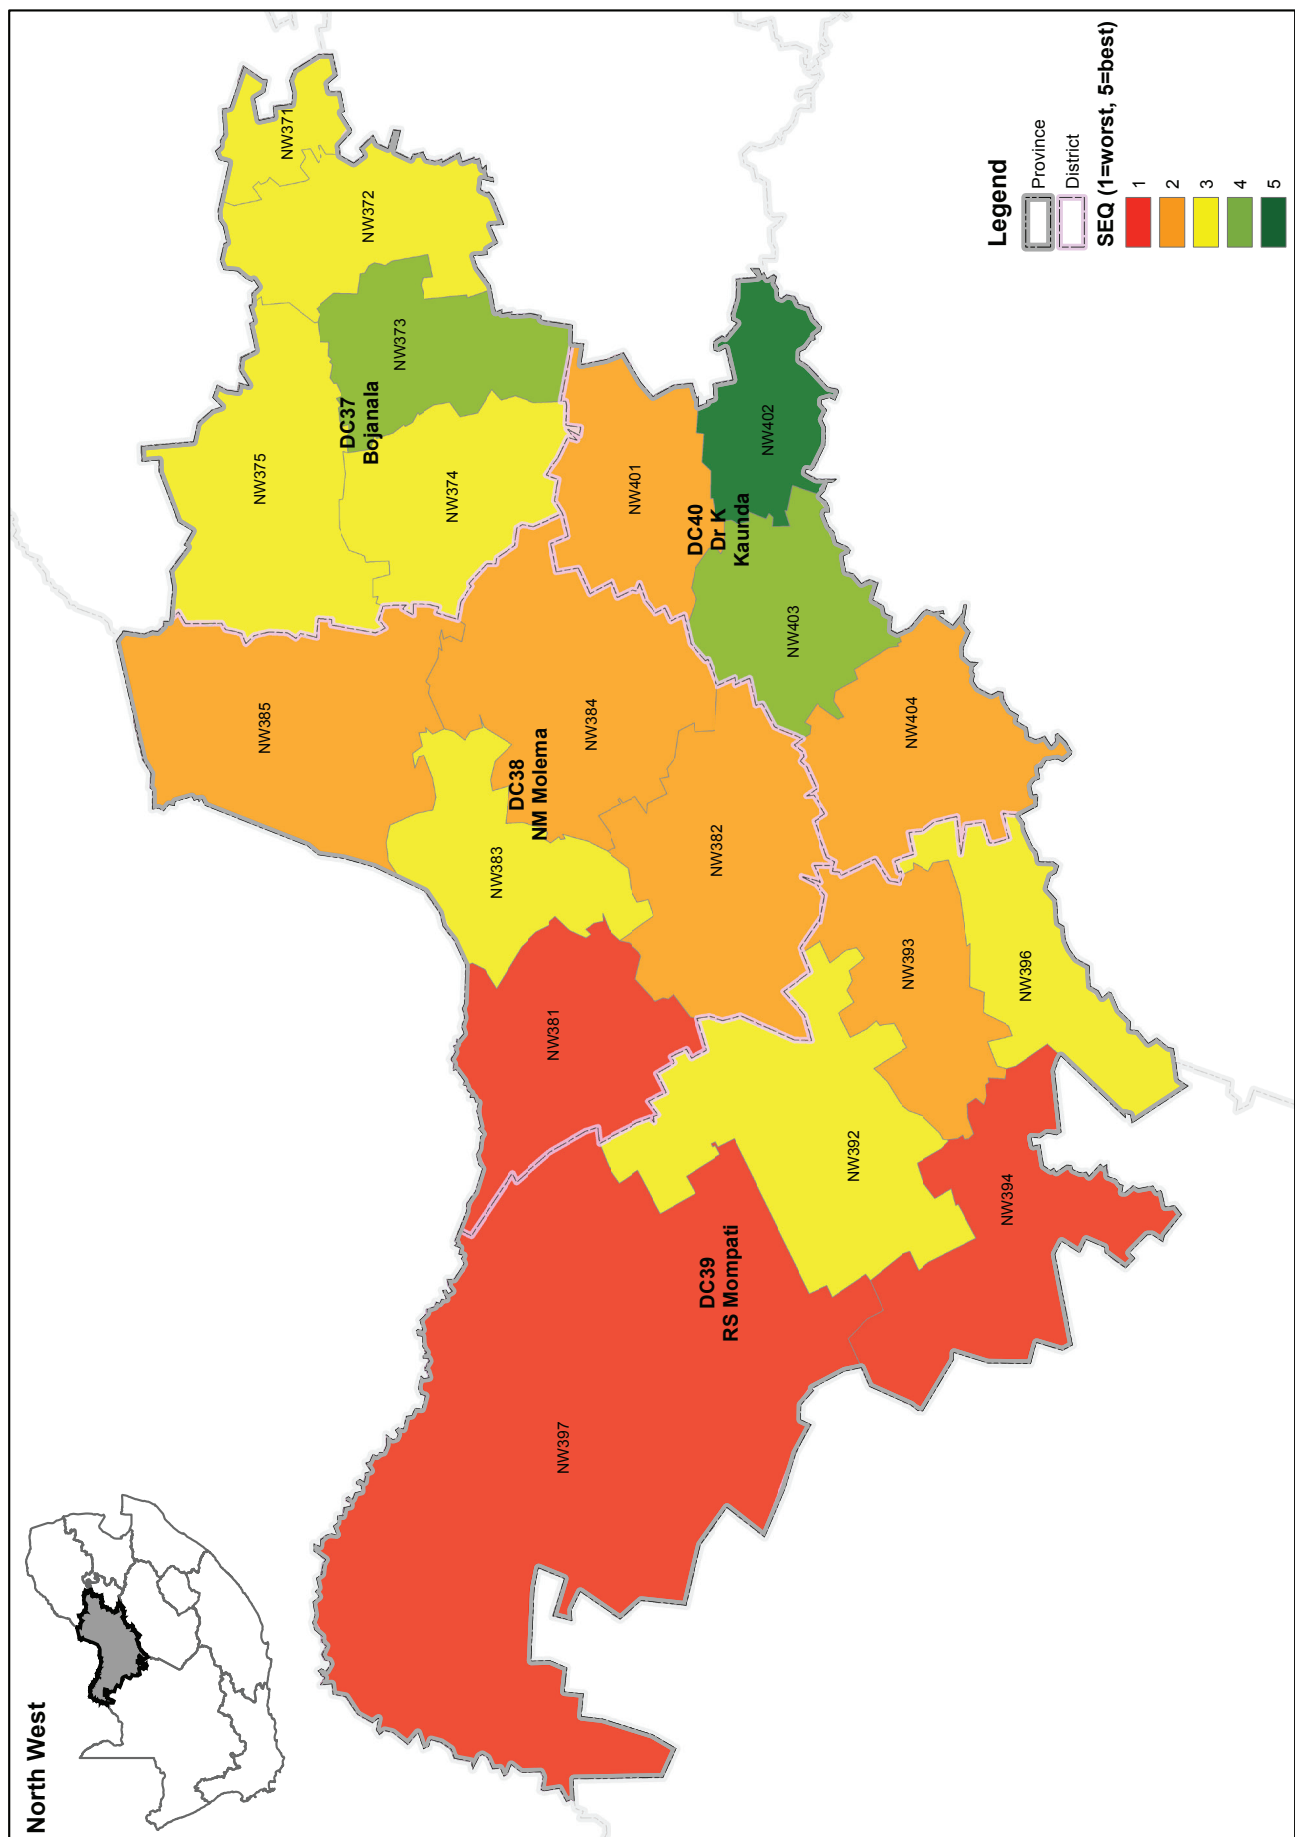 North West
NW371
NW372
NW373
NW375
DC37
Bojanala
NW374
NW401
NW402
DC40
Dr K
Kaunda
NW403
NW404
NW385
NW384
DC38
NM Molema
NW383
NW382
NW381
NW393
NW396
NW392
NW394
DC39
RS Mompati
NW397
Legend
Province
District
SEQ (1=worst, 5=best)
1
2
3
4
5